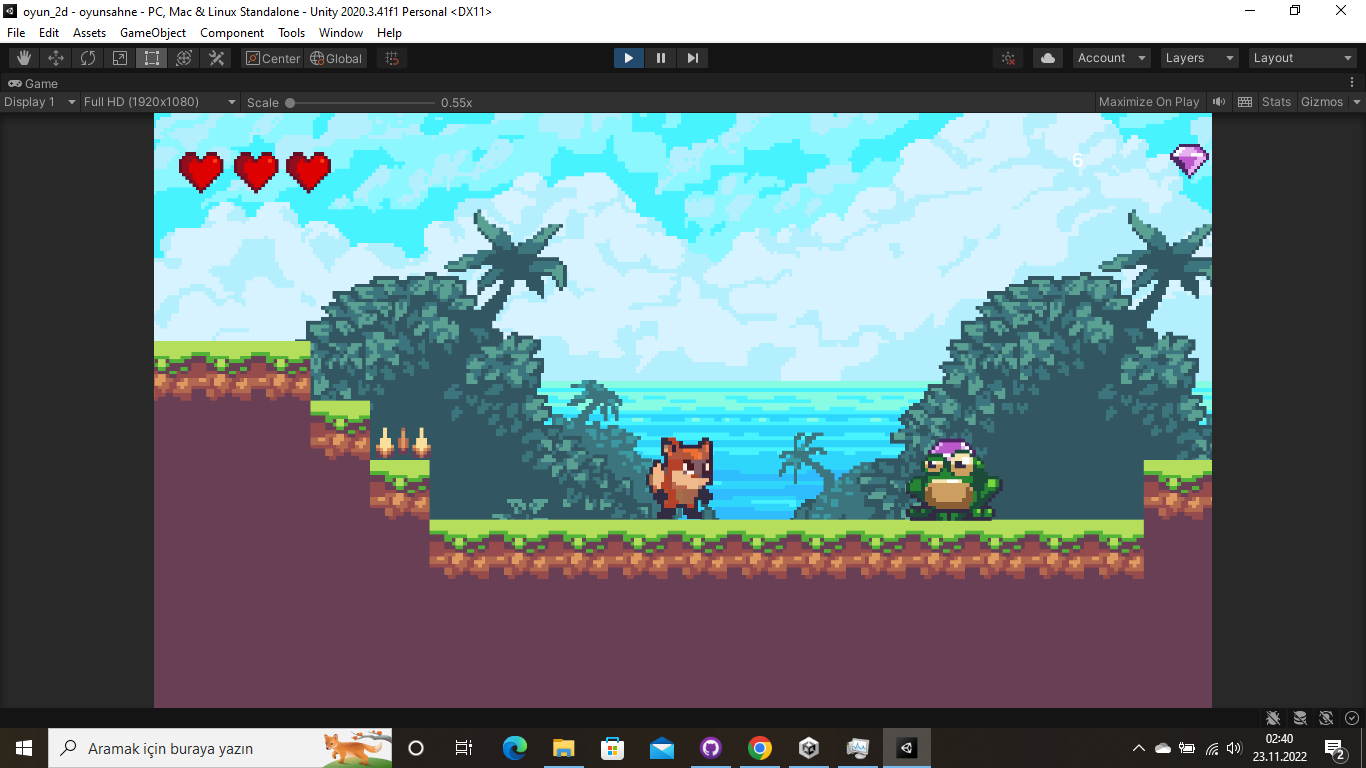 oyun_2d - oyunsahne - PC, Mac & Linux Standalone - Unity 2020.3.41f1 Personal <DX11>
File Edit Assets GameObject Component Tools Window Help
Center Global Account Layers Layout
Game
Display 1 Full HD (1920x1080) Scale 0.55x Maximize On Play Stats Gizmos
6
Aramak için buraya yazın
02:40
23.11.2022
2